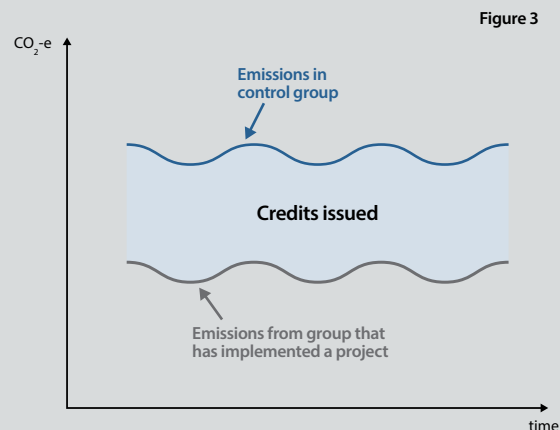 Figure 3
CO₂-e
Emissions in
control group
Credits issued
Emissions from group that
has implemented a project
time